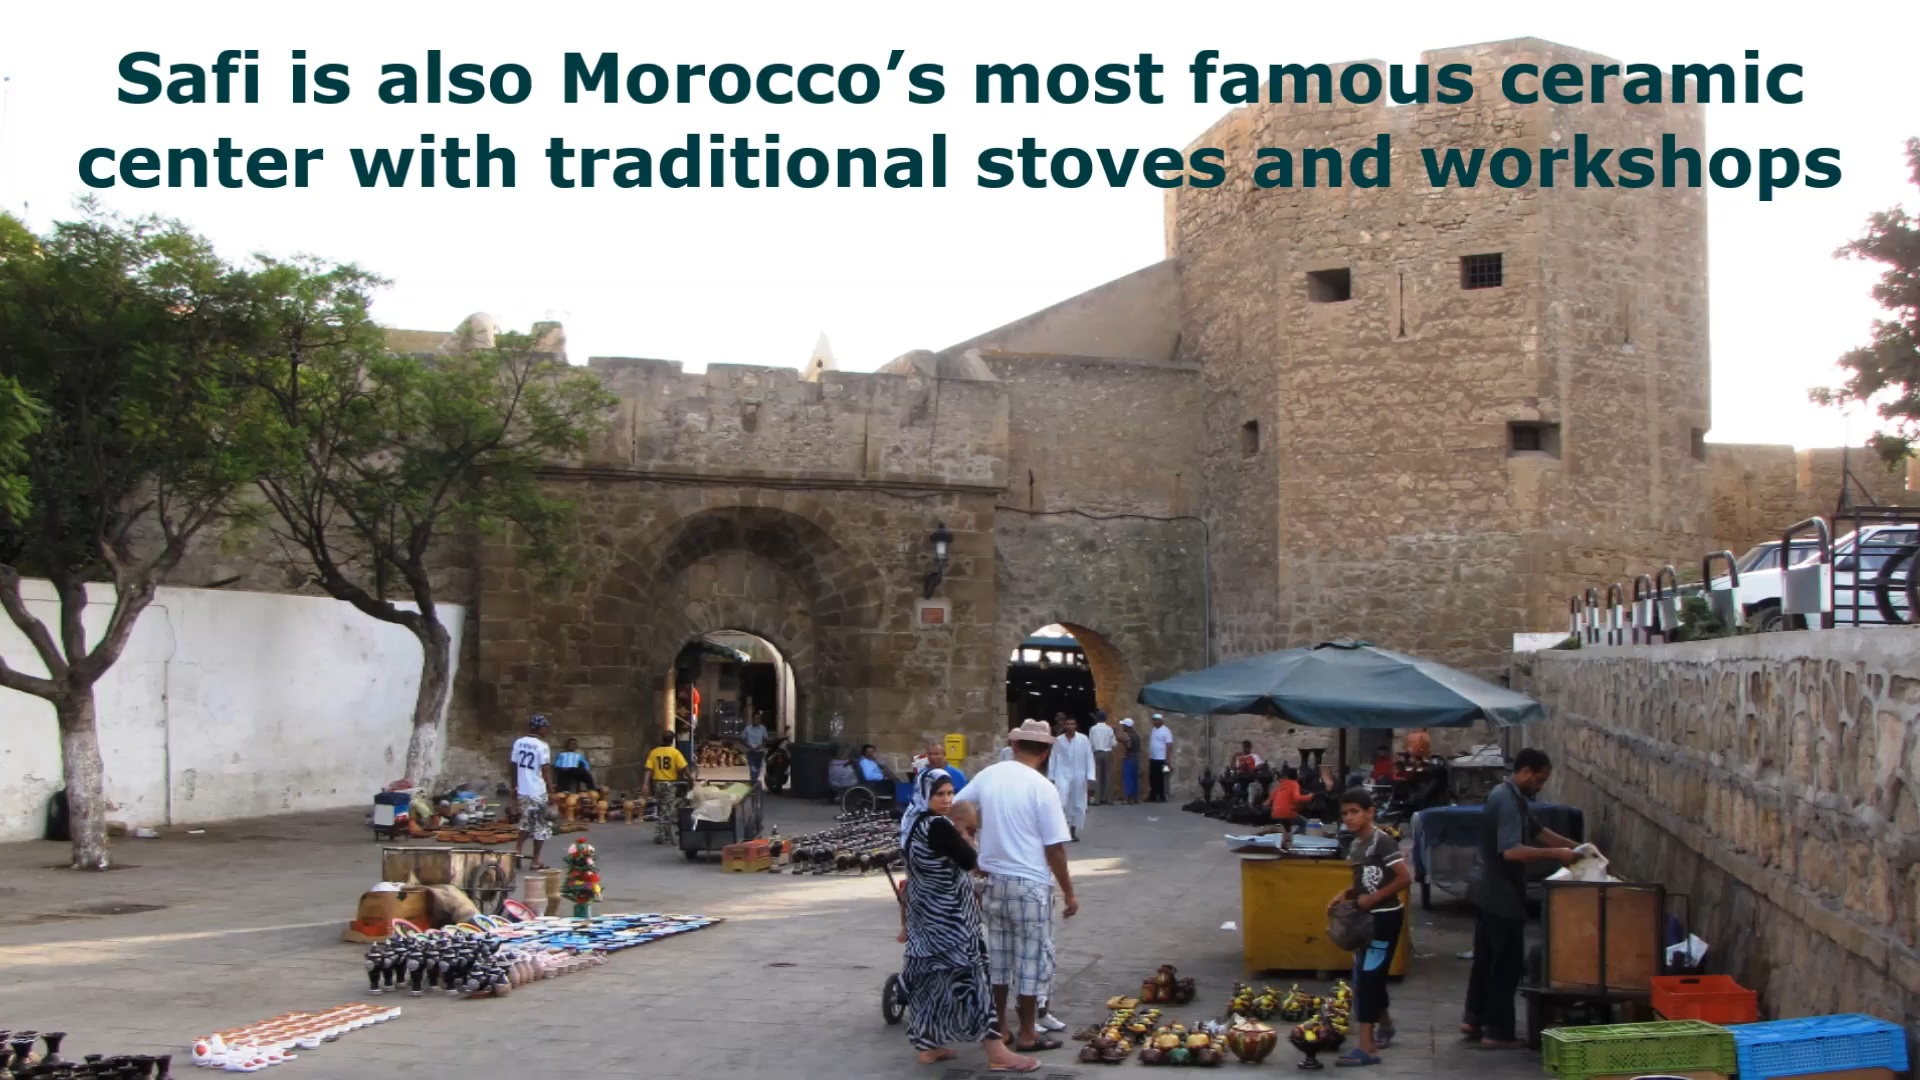 Safi is also Morocco’s most famous ceramic
center with traditional stoves and workshops
22
18